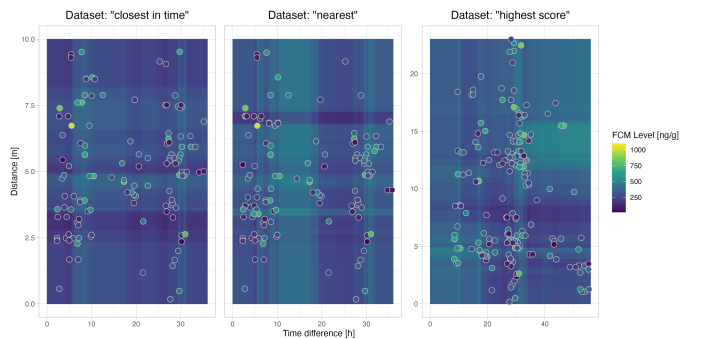 Dataset: "closest in time"
Dataset: "nearest"
Dataset: "highest score"
10.0
7.5
5.0
2.5
0.0
Distance [m]
20
15
10
5
0
0 10 20 30
0 10 20 30
0 20 40
Time difference [h]
FCM Level [ng/g]
1000
750
500
250